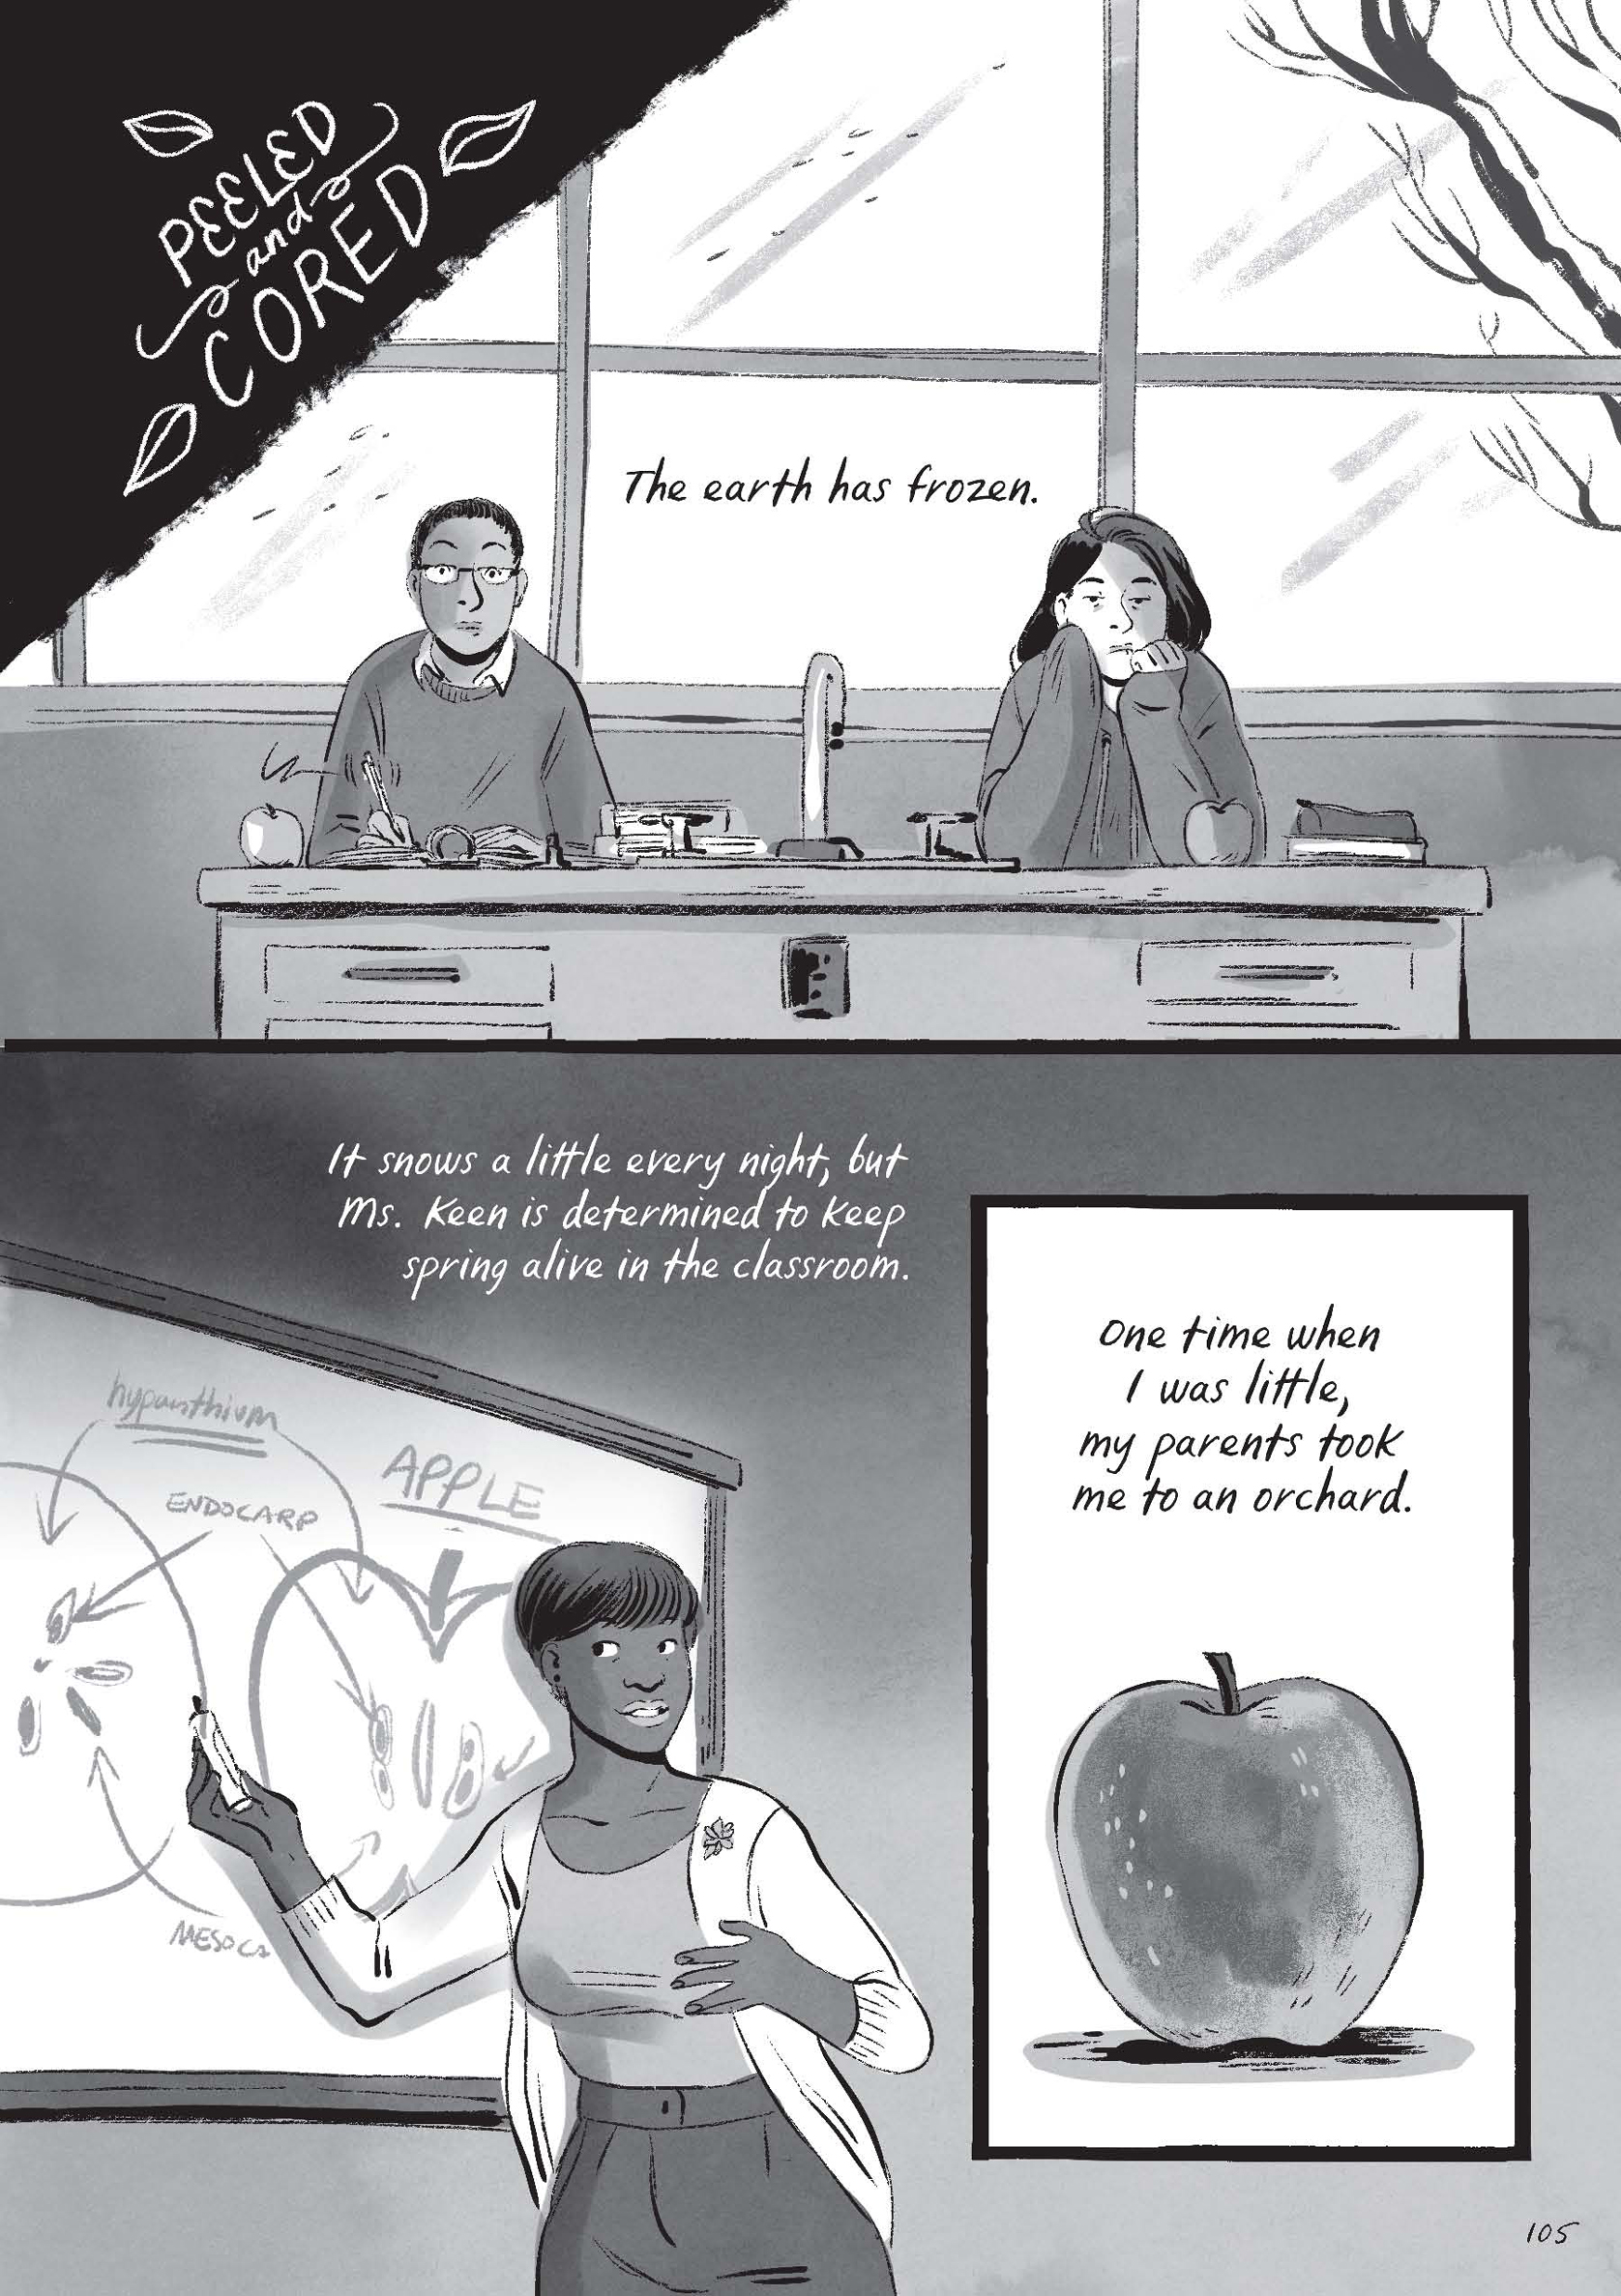 PEELED
and
CORED
The earth has frozen.
It snows a little every night, but
Ms. Keen is determined to keep
spring alive in the classroom.
One time when
I was little,
my parents took
me to an orchard.
hypanthium
APPLE
ENDOCARP
MESOCA
105